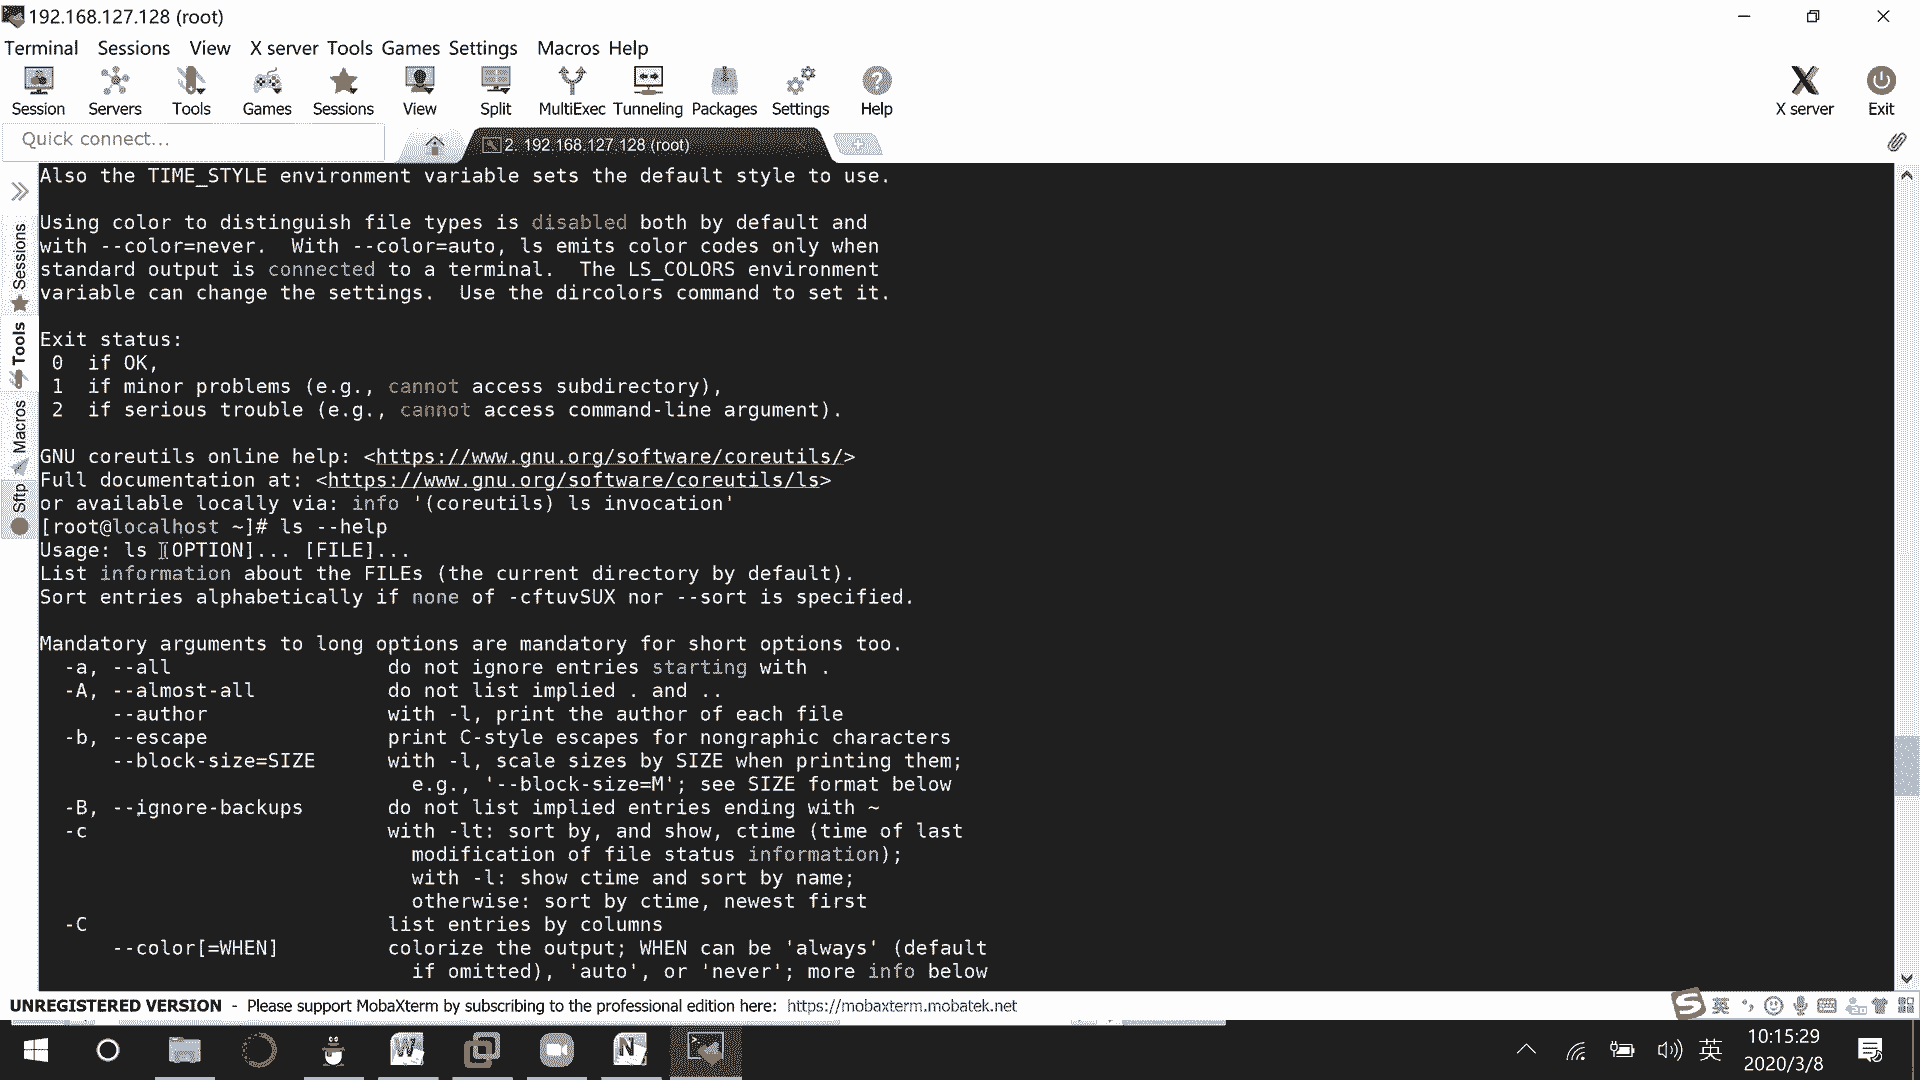 192.168.127.128 (root)
Terminal Sessions View X server Tools Games Settings Macros Help
Session Servers Tools Games Sessions View Split MultiExec Tunneling Packages Settings Help X server Exit
Quick connect...
2. 192.168.127.128 (root)
Sessions
Tools
Macros
Sftp
Also the TIME_STYLE environment variable sets the default style to use.
Using color to distinguish file types is disabled both by default and
with --color=never.  With --color=auto, ls emits color codes only when
standard output is connected to a terminal.  The LS_COLORS environment
variable can change the settings.  Use the dircolors command to set it.
Exit status:
 0  if OK,
 1  if minor problems (e.g., cannot access subdirectory),
 2  if serious trouble (e.g., cannot access command-line argument).
GNU coreutils online help: <https://www.gnu.org/software/coreutils/>
Full documentation at: <https://www.gnu.org/software/coreutils/ls>
or available locally via: info '(coreutils) ls invocation'
[root@localhost ~]# ls --help
Usage: ls [OPTION]... [FILE]...
List information about the FILEs (the current directory by default).
Sort entries alphabetically if none of -cftuvSUX nor --sort is specified.
Mandatory arguments to long options are mandatory for short options too.
  -a, --all                  do not ignore entries starting with .
  -A, --almost-all           do not list implied . and ..
      --author               with -l, print the author of each file
  -b, --escape               print C-style escapes for nongraphic characters
      --block-size=SIZE      with -l, scale sizes by SIZE when printing them;
                               e.g., '--block-size=M'; see SIZE format below
  -B, --ignore-backups       do not list implied entries ending with ~
  -c                         with -lt: sort by, and show, ctime (time of last
                               modification of file status information);
                               with -l: show ctime and sort by name;
                               otherwise: sort by ctime, newest first
  -C                         list entries by columns
      --color[=WHEN]         colorize the output; WHEN can be 'always' (default
                               if omitted), 'auto', or 'never'; more info below
UNREGISTERED VERSION - Please support MobaXterm by subscribing to the professional edition here: https://mobaxterm.mobatek.net
英
英
10:15:29
2020/3/8